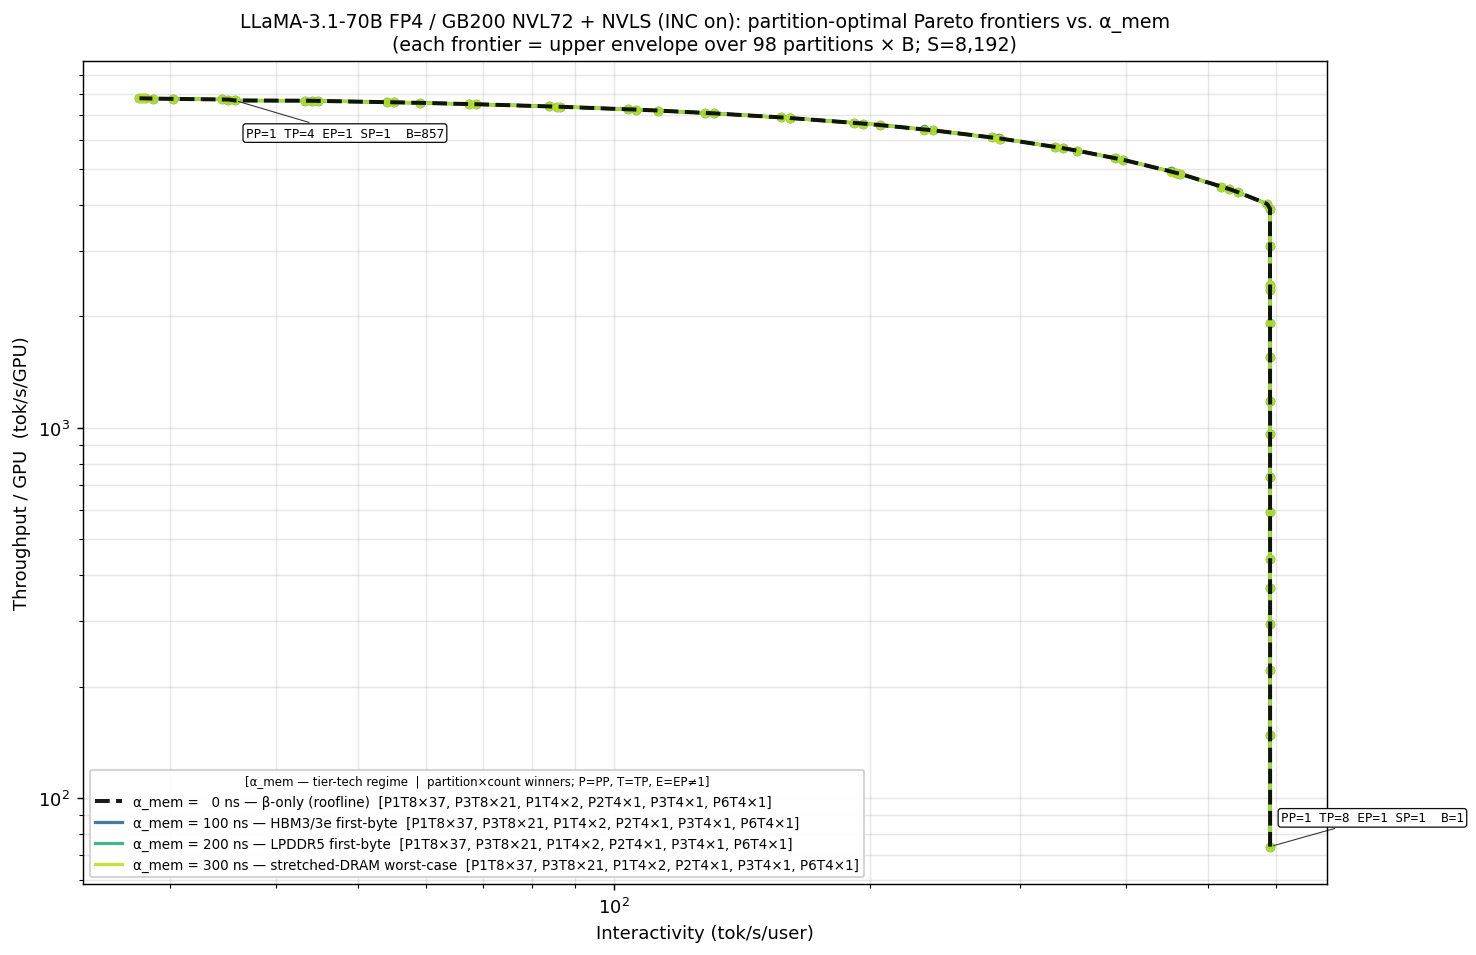 LLaMA-3.1-70B FP4 / GB200 NVL72 + NVLS (INC on): partition-optimal Pareto frontiers vs. α_mem
(each frontier = upper envelope over 98 partitions × B; S=8,192)
Throughput / GPU (tok/s/GPU)
10³
10²
PP=1 TP=4 EP=1 SP=1 B=857
PP=1 TP=8 EP=1 SP=1 B=1
[α_mem — tier-tech regime | partition×count winners; P=PP, T=TP, E=EP≠1]
α_mem = 0 ns — β-only (roofline) [P1T8×37, P3T8×21, P1T4×2, P2T4×1, P3T4×1, P6T4×1]
α_mem = 100 ns — HBM3/3e first-byte [P1T8×37, P3T8×21, P1T4×2, P2T4×1, P3T4×1, P6T4×1]
α_mem = 200 ns — LPDDR5 first-byte [P1T8×37, P3T8×21, P1T4×2, P2T4×1, P3T4×1, P6T4×1]
α_mem = 300 ns — stretched-DRAM worst-case [P1T8×37, P3T8×21, P1T4×2, P2T4×1, P3T4×1, P6T4×1]
10²
Interactivity (tok/s/user)